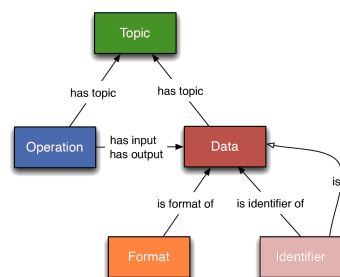 Topic
has topic
has topic
Operation
has input
has output
Data
is format of
is identifier of
is
Format
Identifier